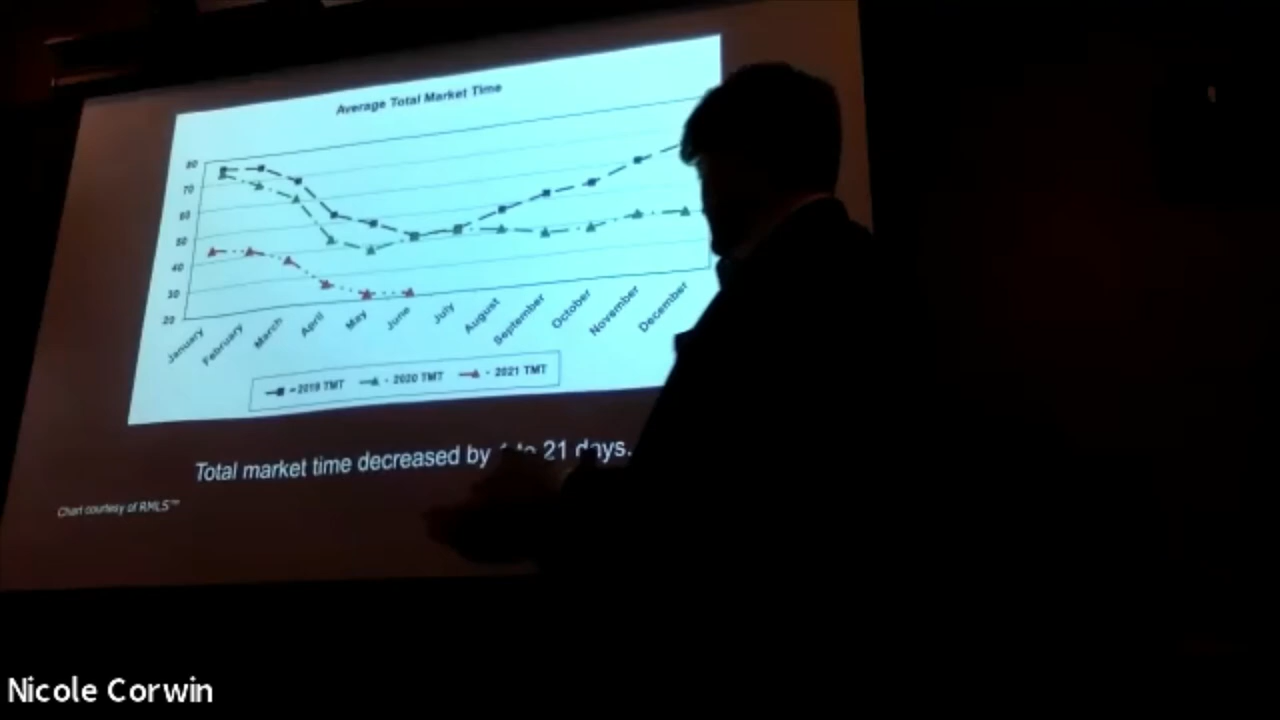 Average Total Market Time
80
70
60
50
40
30
20
January February March April May June July August September October November December
2019 TMT 2020 TMT 2021 TMT
Total market time decreased by 21 days.
Chart courtesy of RMLS™
Nicole Corwin